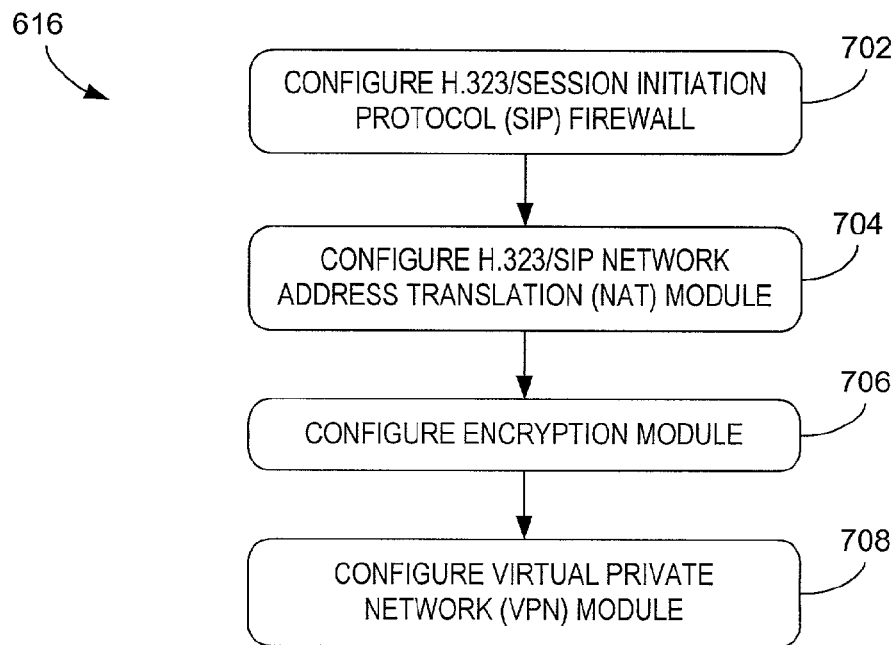 616
702
CONFIGURE H.323/SESSION INITIATION
PROTOCOL (SIP) FIREWALL
704
CONFIGURE H.323/SIP NETWORK
ADDRESS TRANSLATION (NAT) MODULE
706
CONFIGURE ENCRYPTION MODULE
708
CONFIGURE VIRTUAL PRIVATE
NETWORK (VPN) MODULE